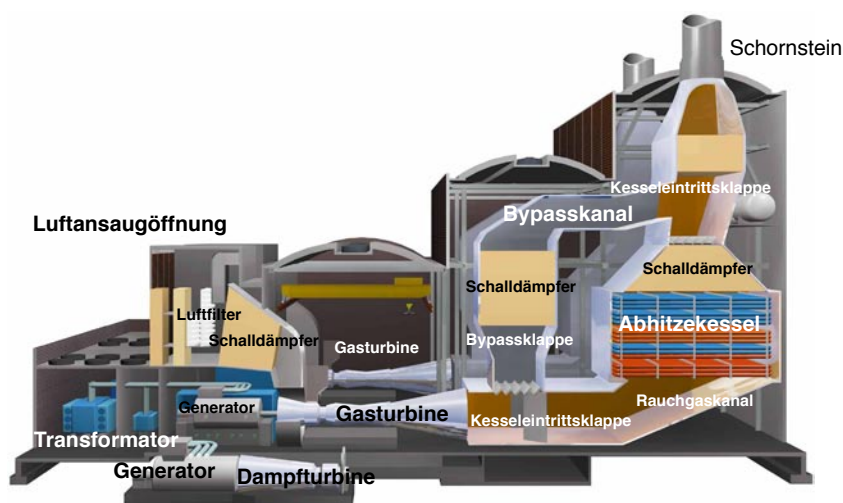 Schornstein
Kesseleintrittsklappe
Bypasskanal
Luftansaugöffnung
Schalldämpfer
Schalldämpfer
Luftfilter
Abhitzekessel
Schalldämpfer
Bypassklappe
Gasturbine
Rauchgaskanal
Generator
Gasturbine
Kesseleintrittsklappe
Transformator
Generator
Dampfturbine